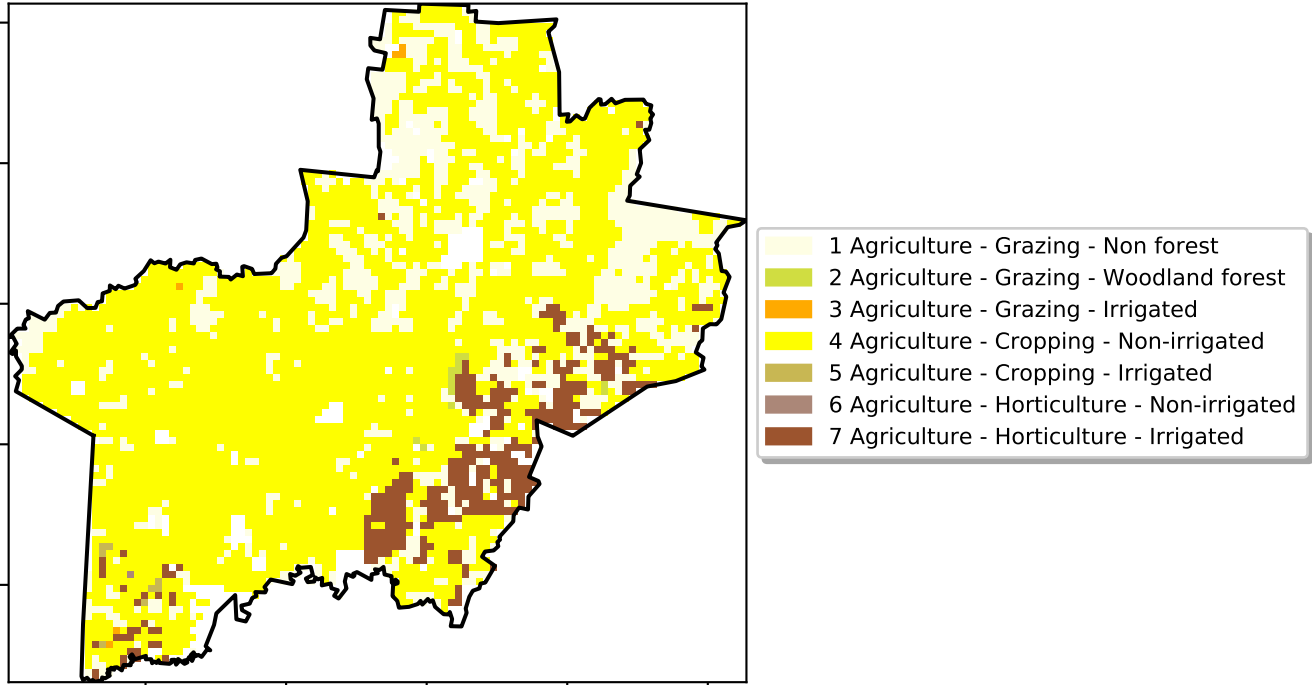 1 Agriculture - Grazing - Non forest
2 Agriculture - Grazing - Woodland forest
3 Agriculture - Grazing - Irrigated
4 Agriculture - Cropping - Non-irrigated
5 Agriculture - Cropping - Irrigated
6 Agriculture - Horticulture - Non-irrigated
7 Agriculture - Horticulture - Irrigated